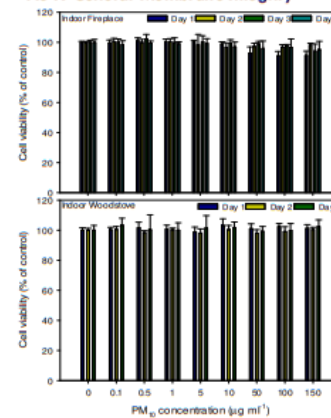 120
Indoor Fireplace Day 1 Day 2 Day 3 Day
100
80
60
40
20
0
Cell viability (% of control)
120
Indoor Woodstove Day 1 Day 2 Day
100
80
60
40
20
0
Cell viability (% of control)
0 0.1 0.5 1 5 10 50 100 150
PM10 concentration (µg ml-1)